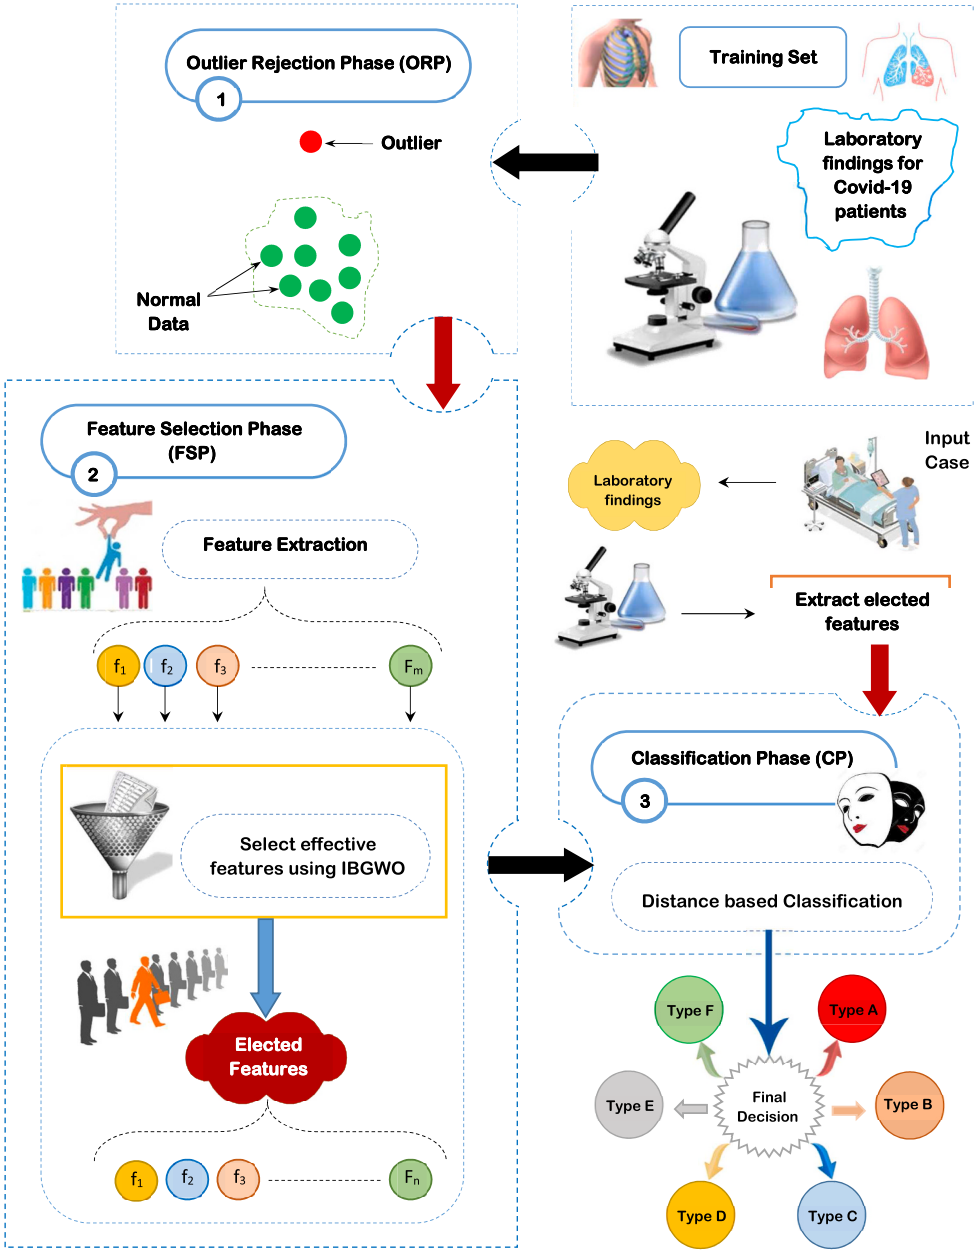 Outlier Rejection Phase (ORP)
1
Outlier
Normal
Data
Training Set
Laboratory
findings for
Covid-19
patients
Feature Selection Phase
(FSP)
2
Feature Extraction
f1 f2 f3 Fm
Select effective
features using IBGWO
Elected
Features
f1 f2 f3 Fn
Input
Case
Laboratory
findings
Extract elected
features
Classification Phase (CP)
3
Distance based Classification
Final
Decision
Type A
Type B
Type C
Type D
Type E
Type F